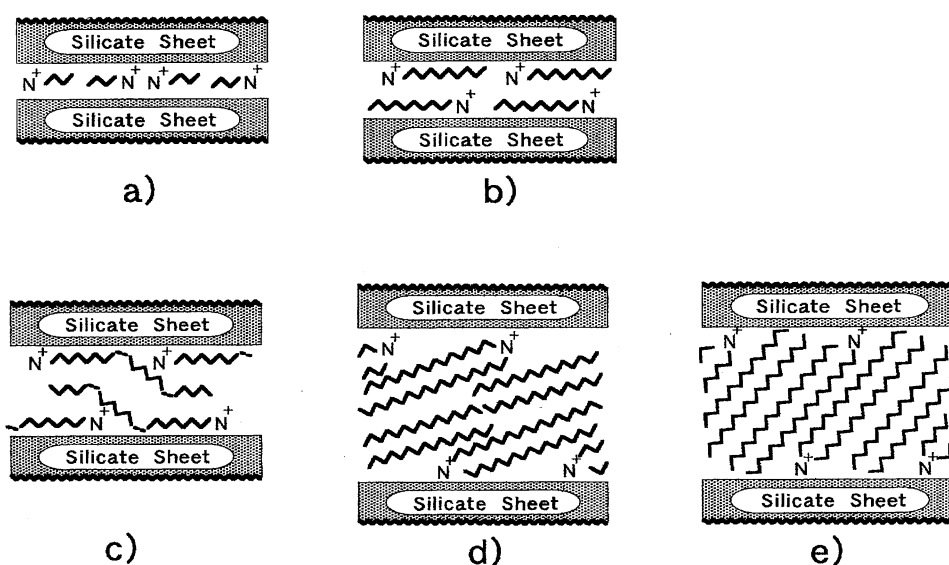 Silicate Sheet
N+ N+ N+ N+
Silicate Sheet
a)
Silicate Sheet
N+ N+
N+ N+
Silicate Sheet
b)
Silicate Sheet
N+ N+
N+ N+
Silicate Sheet
c)
Silicate Sheet
N+ N+
N+ N+
Silicate Sheet
d)
Silicate Sheet
N+ N+
N+ N+
Silicate Sheet
e)